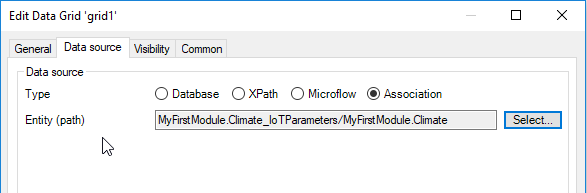 Edit Data Grid 'grid1'
General Data source Visibility Common
Data source
Type Database XPath Microflow Association
Entity (path) MyFirstModule.Climate_IoTParameters/MyFirstModule.Climate Select...